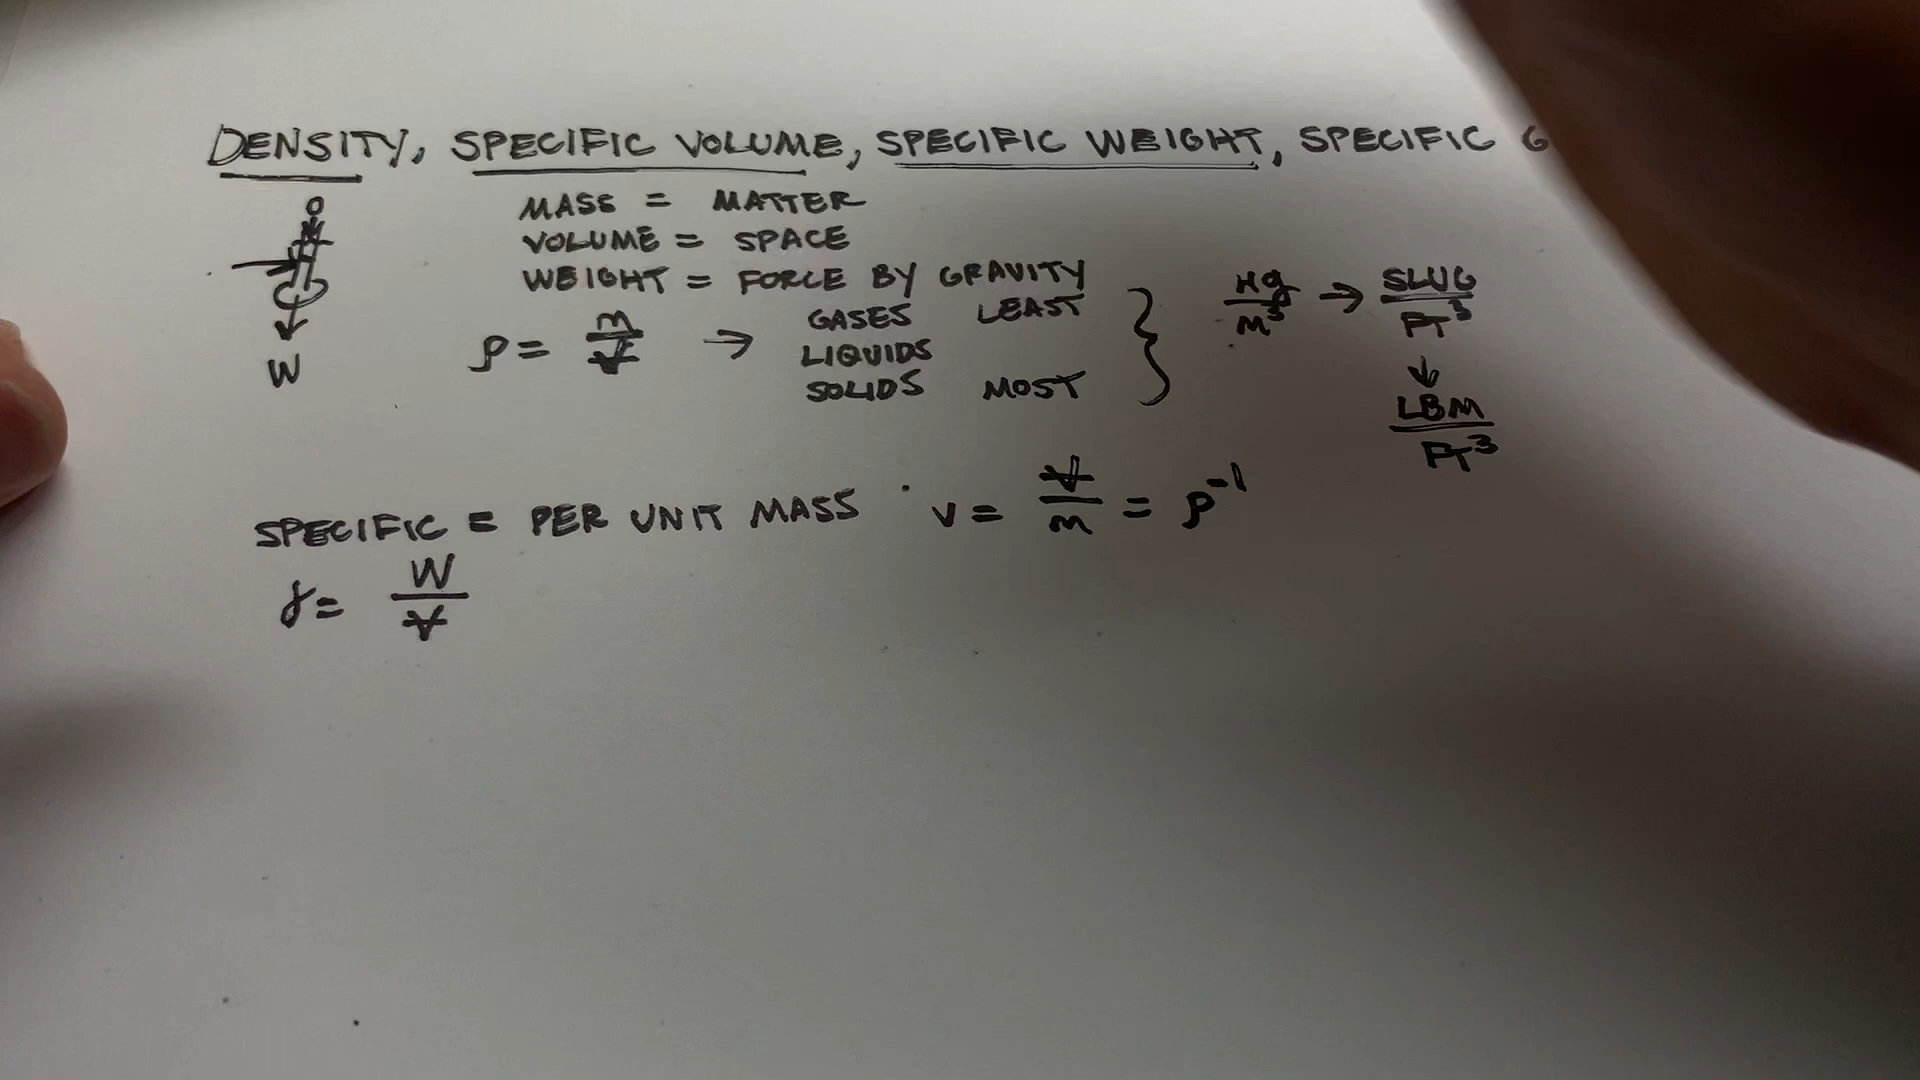 DENSITY, SPECIFIC VOLUME, SPECIFIC WEIGHT, SPECIFIC G
MASS = MATTER
VOLUME = SPACE
WEIGHT = FORCE BY GRAVITY
W
ρ = m/V → GASES LEAST
LIQUIDS
SOLIDS MOST
} kg/m³ → SLUG/FT³
↓
LBM/FT³
SPECIFIC = PER UNIT MASS v = V/m = ρ⁻¹
γ = W/V